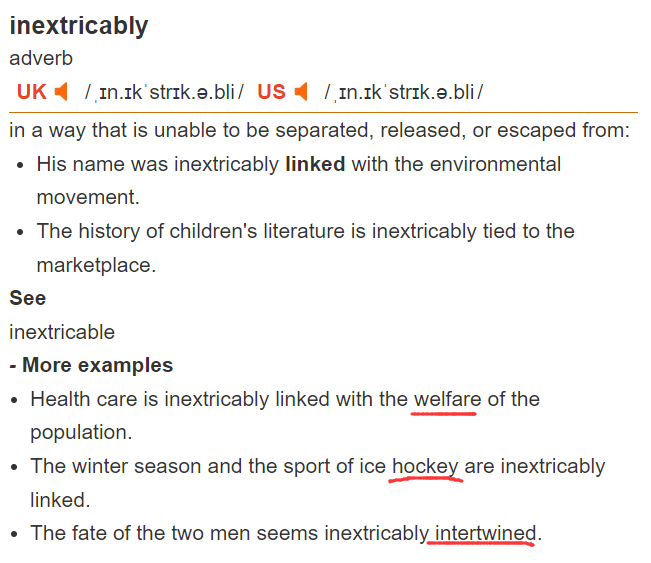 inextricably
adverb
UK /ˌɪn.ɪkˈstrɪk.ə.bli/ US /ˌɪn.ɪkˈstrɪk.ə.bli/
in a way that is unable to be separated, released, or escaped from:
• His name was inextricably linked with the environmental
movement.
• The history of children's literature is inextricably tied to the
marketplace.
See
inextricable
- More examples
• Health care is inextricably linked with the welfare of the
population.
• The winter season and the sport of ice hockey are inextricably
linked.
• The fate of the two men seems inextricably intertwined.